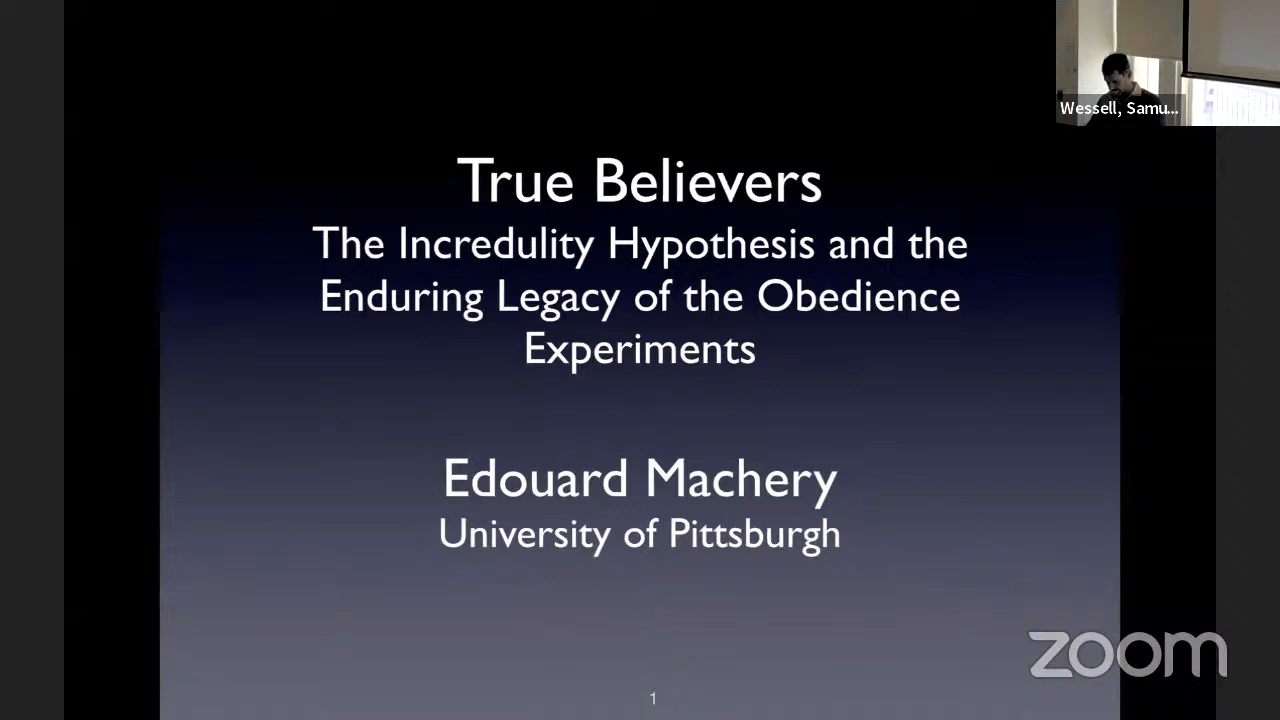 Wessell, Samu...
True Believers
The Incredulity Hypothesis and the
Enduring Legacy of the Obedience
Experiments
Edouard Machery
University of Pittsburgh
zoom
1